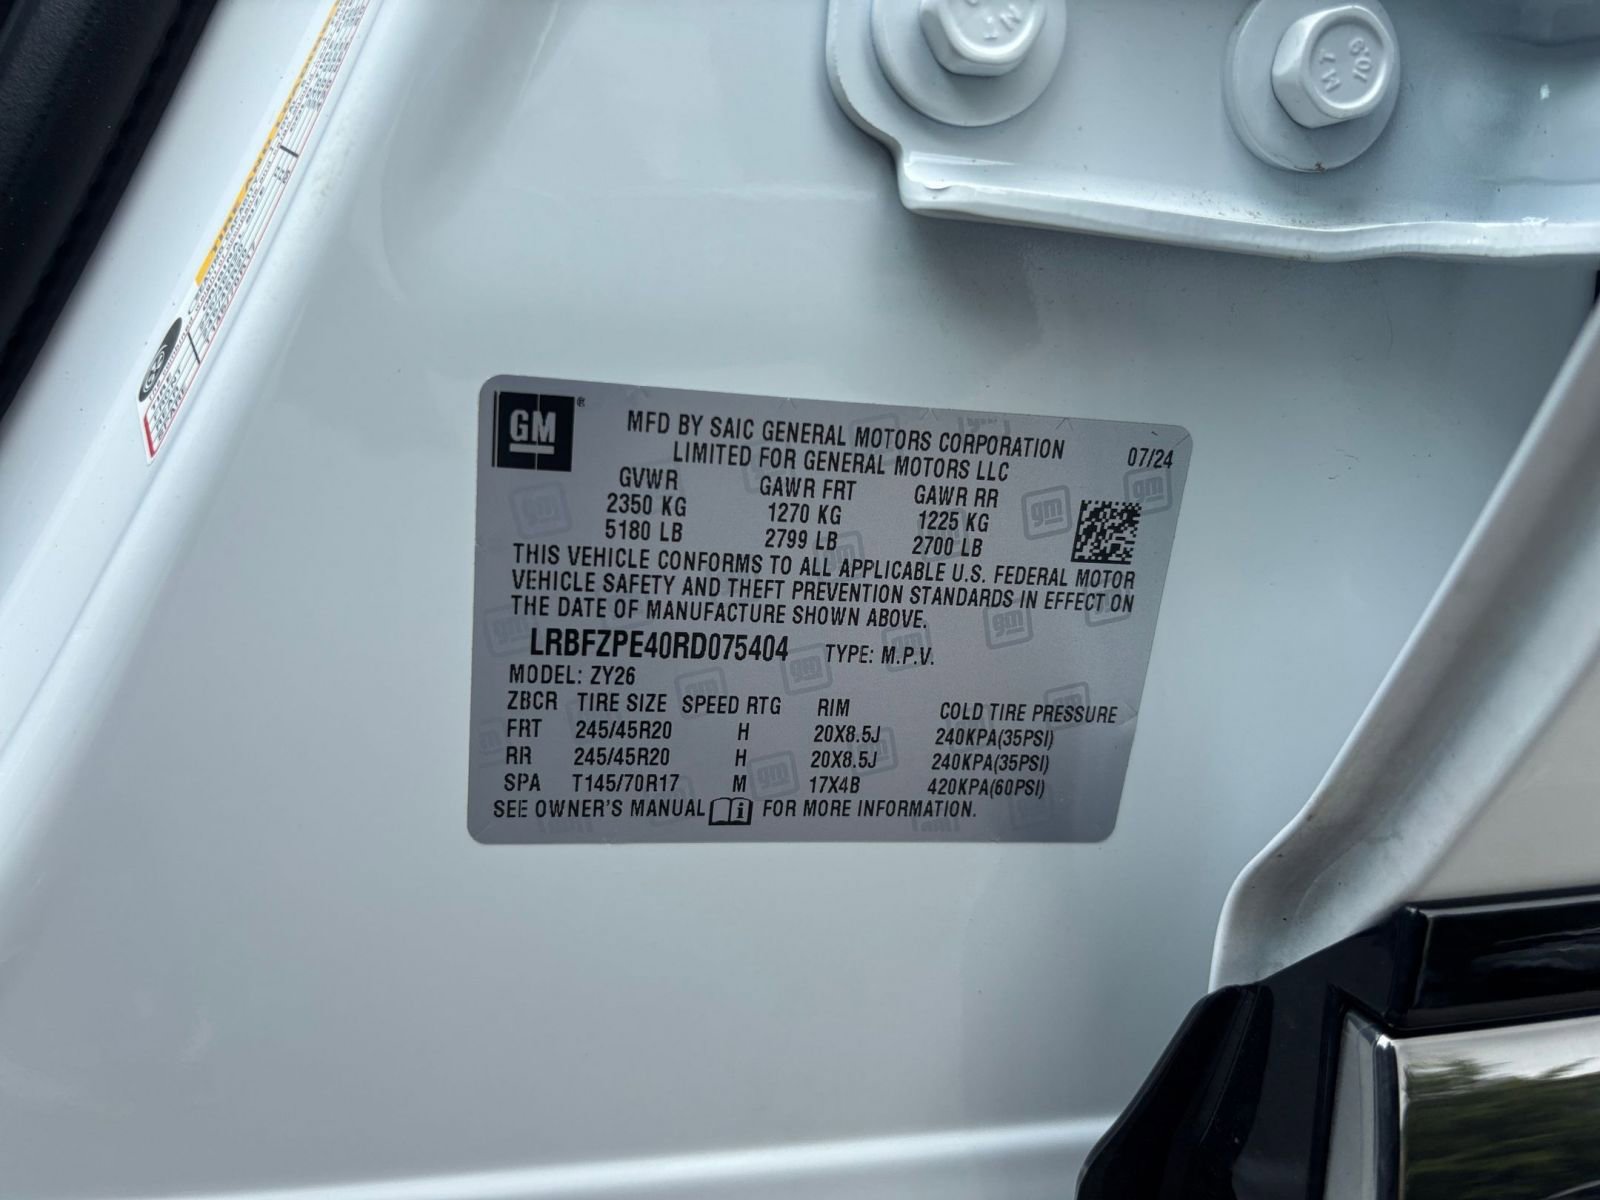 GM ®
MFD BY SAIC GENERAL MOTORS CORPORATION
LIMITED FOR GENERAL MOTORS LLC
07/24
GVWR GAWR FRT GAWR RR
2350 KG 1270 KG 1225 KG
5180 LB 2799 LB 2700 LB
THIS VEHICLE CONFORMS TO ALL APPLICABLE U.S. FEDERAL MOTOR
VEHICLE SAFETY AND THEFT PREVENTION STANDARDS IN EFFECT ON
THE DATE OF MANUFACTURE SHOWN ABOVE.
LRBFZPE40RD075404 TYPE: M.P.V.
MODEL: ZY26
ZBCR TIRE SIZE SPEED RTG RIM COLD TIRE PRESSURE
FRT 245/45R20 H 20X8.5J 240KPA(35PSI)
RR 245/45R20 H 20X8.5J 240KPA(35PSI)
SPA T145/70R17 M 17X4B 420KPA(60PSI)
SEE OWNER'S MANUAL FOR MORE INFORMATION.
10.9